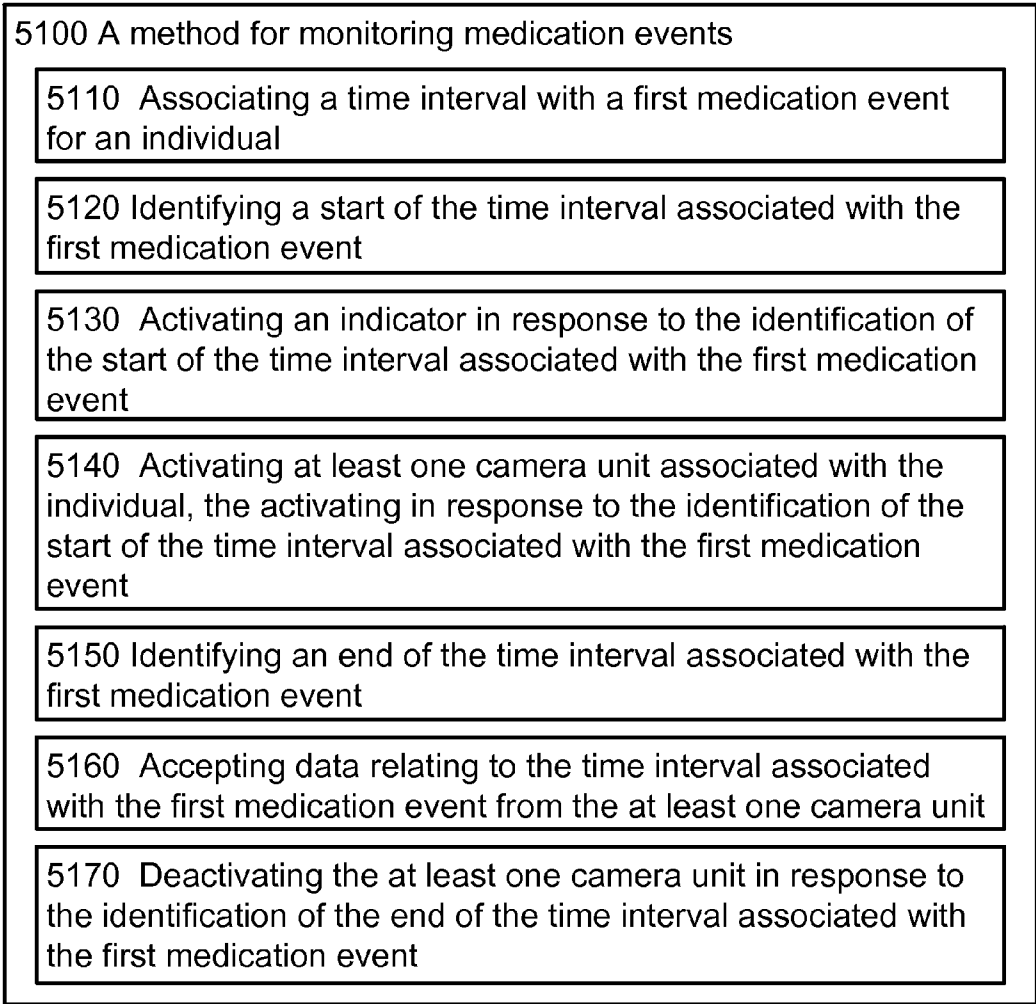 5100 A method for monitoring medication events
5110 Associating a time interval with a first medication event
for an individual
5120 Identifying a start of the time interval associated with the
first medication event
5130 Activating an indicator in response to the identification of
the start of the time interval associated with the first medication
event
5140 Activating at least one camera unit associated with the
individual, the activating in response to the identification of the
start of the time interval associated with the first medication
event
5150 Identifying an end of the time interval associated with the
first medication event
5160 Accepting data relating to the time interval associated
with the first medication event from the at least one camera unit
5170 Deactivating the at least one camera unit in response to
the identification of the end of the time interval associated with
the first medication event